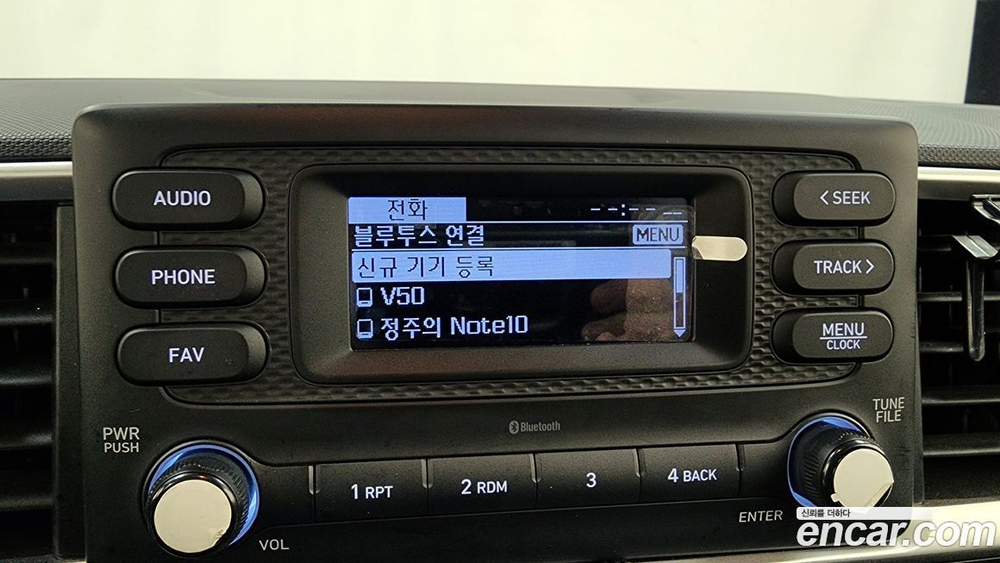 전화 --:-- --
블루투스 연결 MENU
신규 기기 등록
V50
정주의 Note10
AUDIO
PHONE
FAV
< SEEK
TRACK >
MENU
CLOCK
Bluetooth
PWR
PUSH
VOL
1 RPT
2 RDM
3
4 BACK
TUNE
FILE
ENTER
신뢰를 더하다
encar.com